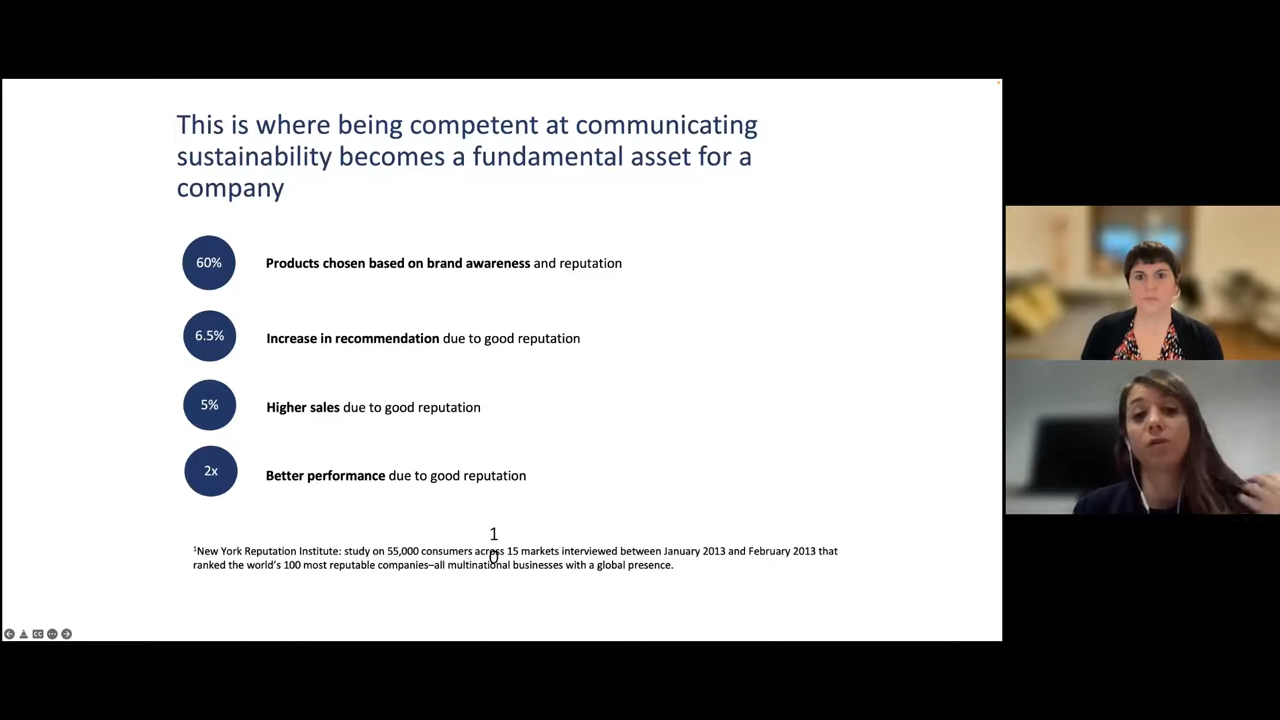 This is where being competent at communicating
sustainability becomes a fundamental asset for a
company
60%
Products chosen based on brand awareness and reputation
6.5%
Increase in recommendation due to good reputation
5%
Higher sales due to good reputation
2x
Better performance due to good reputation
1
0
¹New York Reputation Institute: study on 55,000 consumers across 15 markets interviewed between January 2013 and February 2013 that
ranked the world's 100 most reputable companies–all multinational businesses with a global presence.
CC